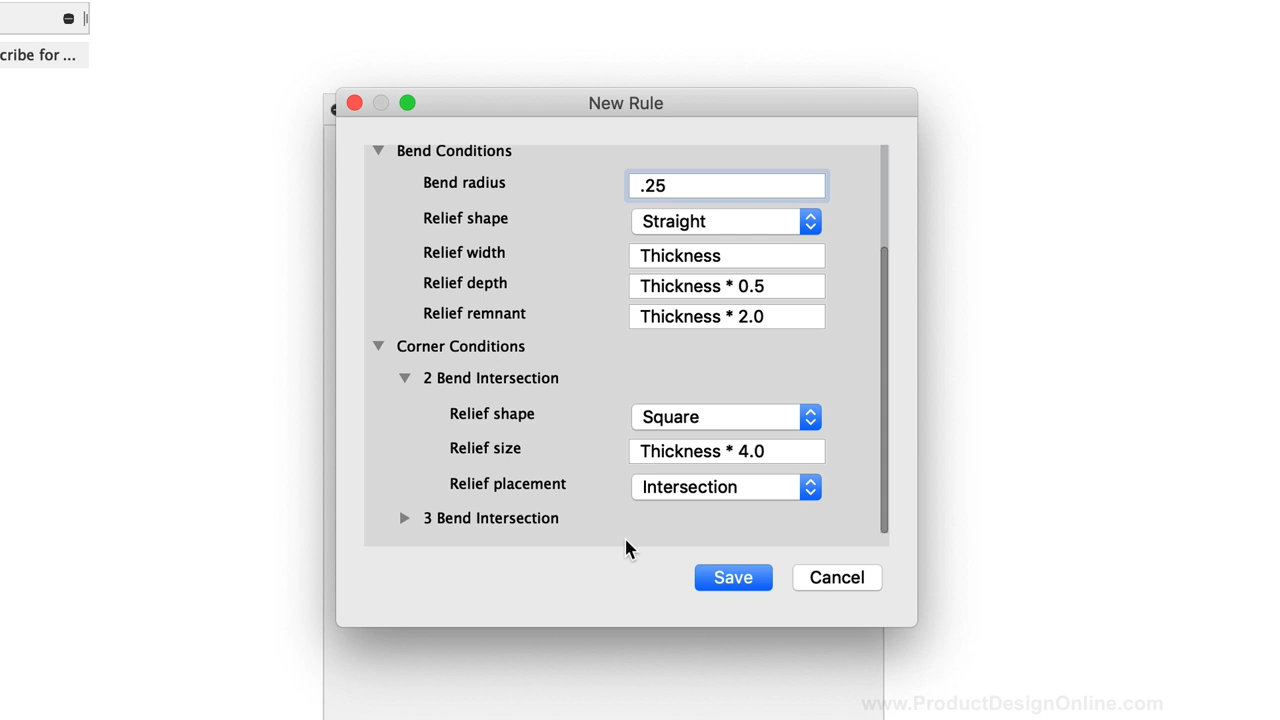 cribe for ...
New Rule
Bend Conditions
Bend radius .25
Relief shape Straight
Relief width Thickness
Relief depth Thickness * 0.5
Relief remnant Thickness * 2.0
Corner Conditions
2 Bend Intersection
Relief shape Square
Relief size Thickness * 4.0
Relief placement Intersection
3 Bend Intersection
Save Cancel
www.ProductDesignOnline.com